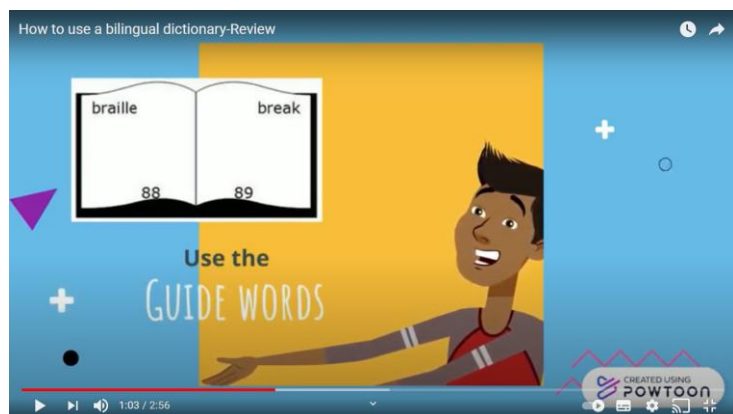 How to use a bilingual dictionary-Review
braille break
88 89
Use the
GUIDE WORDS
CREATED USING
POWTOON
1:03 / 2:56